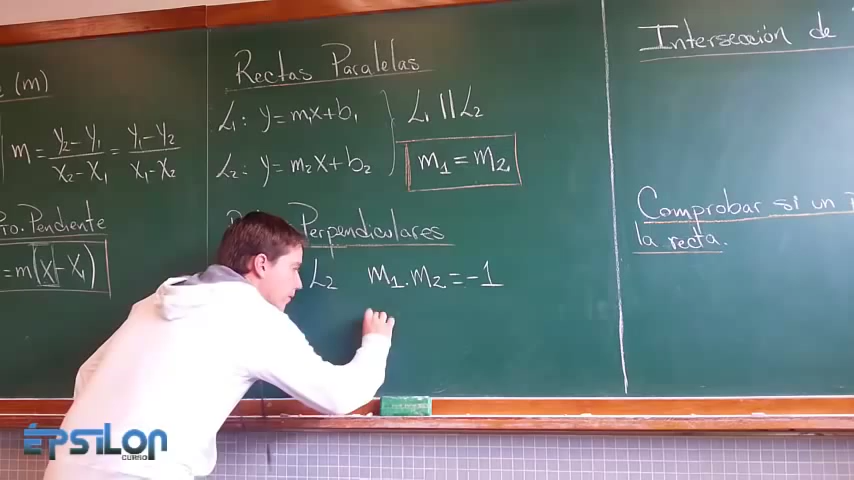 (m)
m = y₂-y₁/x₂-x₁ = y₁-y₂/x₁-x₂
Pto. Pendiente
=m(x-x₁)
Rectas Paralelas
L₁: y=m₁x+b₁
L₂: y=m₂x+b₂
L₁ || L₂
m₁=m₂
Perpendiculares
L₂ m₁.m₂=-1
Intersección de
Comprobar si un
la recta.
EPSILON
CURSO